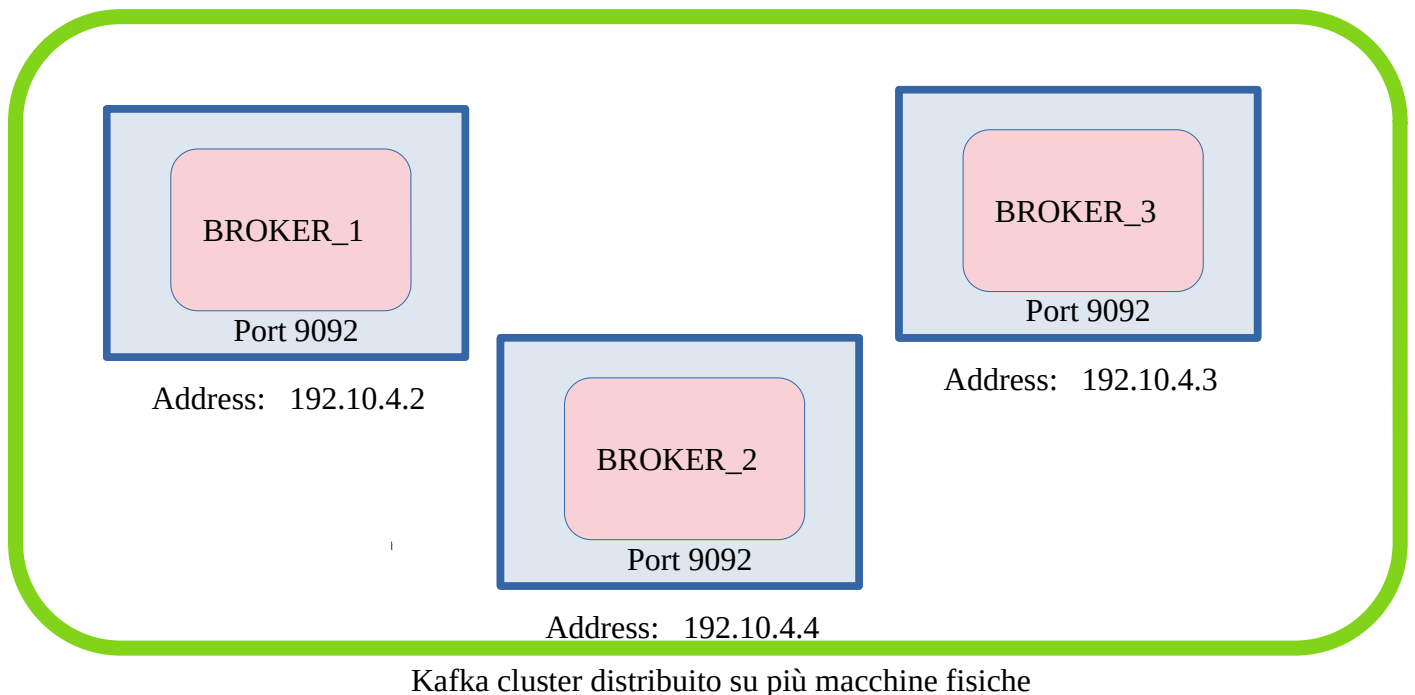 BROKER_1
Port 9092
Address: 192.10.4.2
BROKER_2
Port 9092
Address: 192.10.4.4
BROKER_3
Port 9092
Address: 192.10.4.3
Kafka cluster distribuito su più macchine fisiche